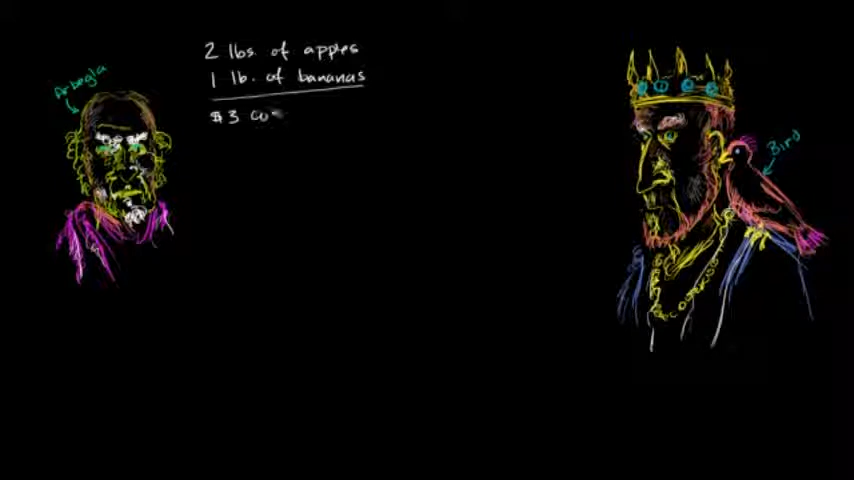 Arbegla
2 lbs. of apples
1 lb. of bananas
$3
Bird